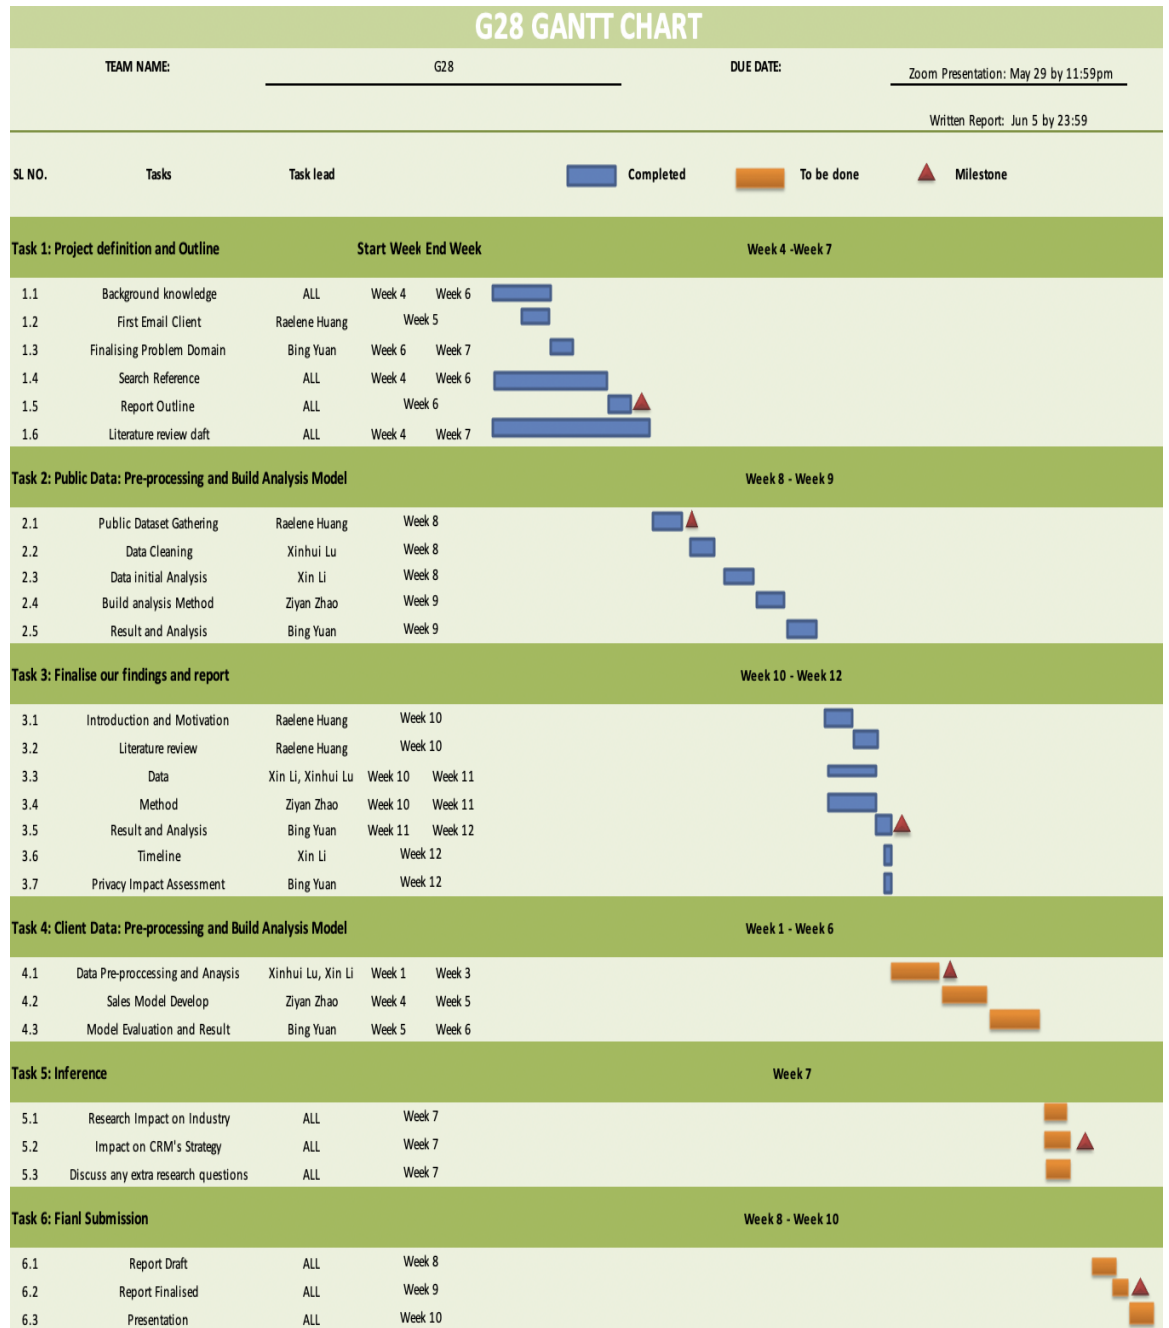 G28 GANTT CHART
TEAM NAME: G28 DUE DATE: Zoom Presentation: May 29 by 11:59pm
Written Report: Jun 5 by 23:59
SL NO. Tasks Task lead Completed To be done Milestone
Task 1: Project definition and Outline Start Week End Week Week 4 -Week 7
1.1 Background knowledge ALL Week 4 Week 6
1.2 First Email Client Raelene Huang Week 5
1.3 Finalising Problem Domain Bing Yuan Week 6 Week 7
1.4 Search Reference ALL Week 4 Week 6
1.5 Report Outline ALL Week 6
1.6 Literature review daft ALL Week 4 Week 7
Task 2: Public Data: Pre-processing and Build Analysis Model Week 8 - Week 9
2.1 Public Dataset Gathering Raelene Huang Week 8
2.2 Data Cleaning Xinhui Lu Week 8
2.3 Data initial Analysis Xin Li Week 8
2.4 Build analysis Method Ziyan Zhao Week 9
2.5 Result and Analysis Bing Yuan Week 9
Task 3: Finalise our findings and report Week 10 - Week 12
3.1 Introduction and Motivation Raelene Huang Week 10
3.2 Literature review Raelene Huang Week 10
3.3 Data Xin Li, Xinhui Lu Week 10 Week 11
3.4 Method Ziyan Zhao Week 10 Week 11
3.5 Result and Analysis Bing Yuan Week 11 Week 12
3.6 Timeline Xin Li Week 12
3.7 Privacy Impact Assessment Bing Yuan Week 12
Task 4: Client Data: Pre-processing and Build Analysis Model Week 1 - Week 6
4.1 Data Pre-proccessing and Anaysis Xinhui Lu, Xin Li Week 1 Week 3
4.2 Sales Model Develop Ziyan Zhao Week 4 Week 5
4.3 Model Evaluation and Result Bing Yuan Week 5 Week 6
Task 5: Inference Week 7
5.1 Research Impact on Industry ALL Week 7
5.2 Impact on CRM's Strategy ALL Week 7
5.3 Discuss any extra research questions ALL Week 7
Task 6: Fianl Submission Week 8 - Week 10
6.1 Report Draft ALL Week 8
6.2 Report Finalised ALL Week 9
6.3 Presentation ALL Week 10